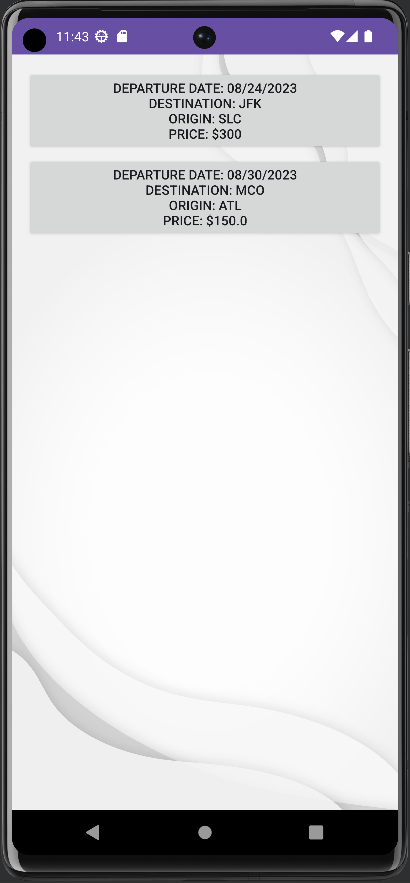 11:43
DEPARTURE DATE: 08/24/2023
DESTINATION: JFK
ORIGIN: SLC
PRICE: $300
DEPARTURE DATE: 08/30/2023
DESTINATION: MCO
ORIGIN: ATL
PRICE: $150.0